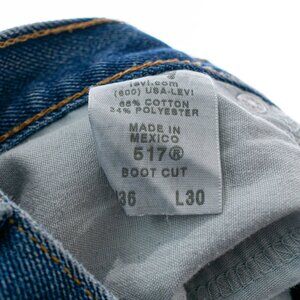 levi.com
(800) USA-LEVI
66% COTTON
34% POLYESTER
MADE IN
MEXICO
517®
BOOT CUT
36 L30